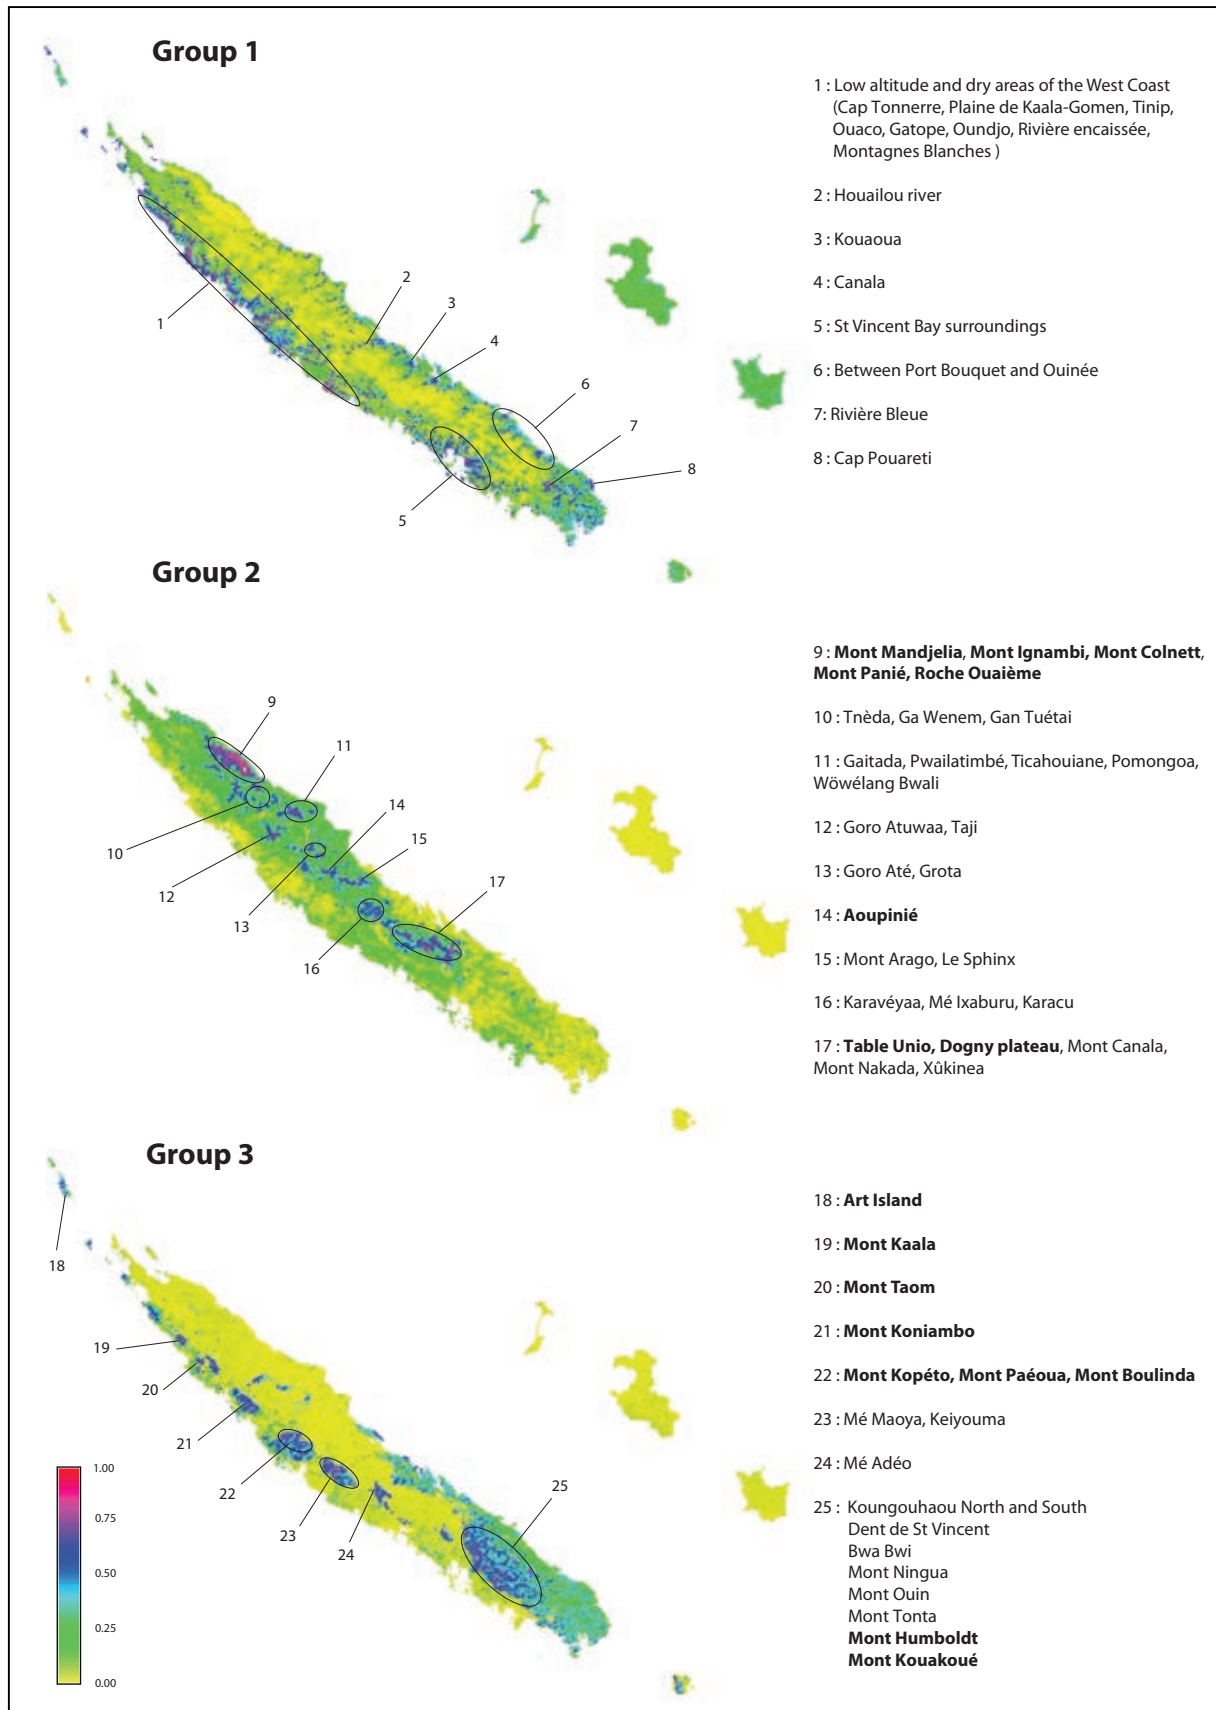 Group 1
1 : Low altitude and dry areas of the West Coast
(Cap Tonnerre, Plaine de Kaala-Gomen, Tinip,
Ouaco, Gatope, Oundjo, Rivière encaissée,
Montagnes Blanches )
2 : Houailou river
3 : Kouaoua
4 : Canala
5 : St Vincent Bay surroundings
6 : Between Port Bouquet and Ouinée
7: Rivière Bleue
8 : Cap Pouareti
1
2
3
4
5
6
7
8
Group 2
9 : Mont Mandjelia, Mont Ignambi, Mont Colnett,
Mont Panié, Roche Ouaième
10 : Tnèda, Ga Wenem, Gan Tuétai
11 : Gaitada, Pwailatimbé, Ticahouiane, Pomongoa,
Wöwélang Bwali
12 : Goro Atuwaa, Taji
13 : Goro Até, Grota
14 : Aoupinié
15 : Mont Arago, Le Sphinx
16 : Karavéyaa, Mé Ixaburu, Karacu
17 : Table Unio, Dogny plateau, Mont Canala,
Mont Nakada, Xûkinea
9
10
11
12
13
14
15
16
17
Group 3
18 : Art Island
19 : Mont Kaala
20 : Mont Taom
21 : Mont Koniambo
22 : Mont Kopéto, Mont Paéoua, Mont Boulinda
23 : Mé Maoya, Keiyouma
24 : Mé Adéo
25 : Koungouhaou North and South
Dent de St Vincent
Bwa Bwi
Mont Ningua
Mont Ouin
Mont Tonta
Mont Humboldt
Mont Kouakoué
18
19
20
21
22
23
24
25
1.00
0.75
0.50
0.25
0.00